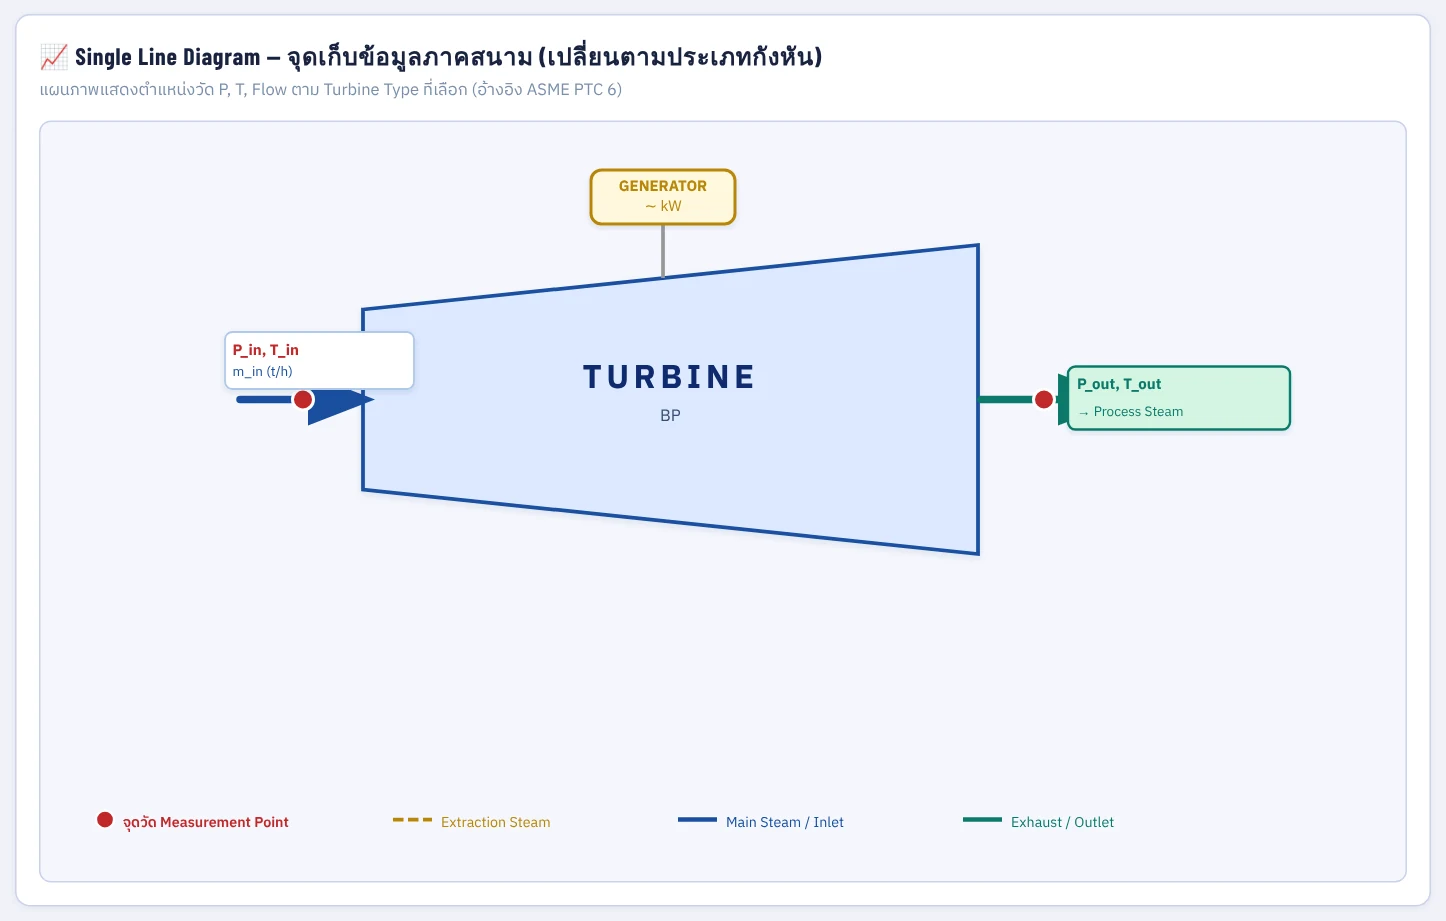 📈 Single Line Diagram – จุดเก็บข้อมูลภาคสนาม (เปลี่ยนตามประเภทกังหัน)
แผนภาพแสดงตำแหน่งวัด P, T, Flow ตาม Turbine Type ที่เลือก (อ้างอิง ASME PTC 6)
GENERATOR
~ kW
P_in, T_in
m_in (t/h)
TURBINE
BP
P_out, T_out
→ Process Steam
จุดวัด Measurement Point
Extraction Steam
Main Steam / Inlet
Exhaust / Outlet